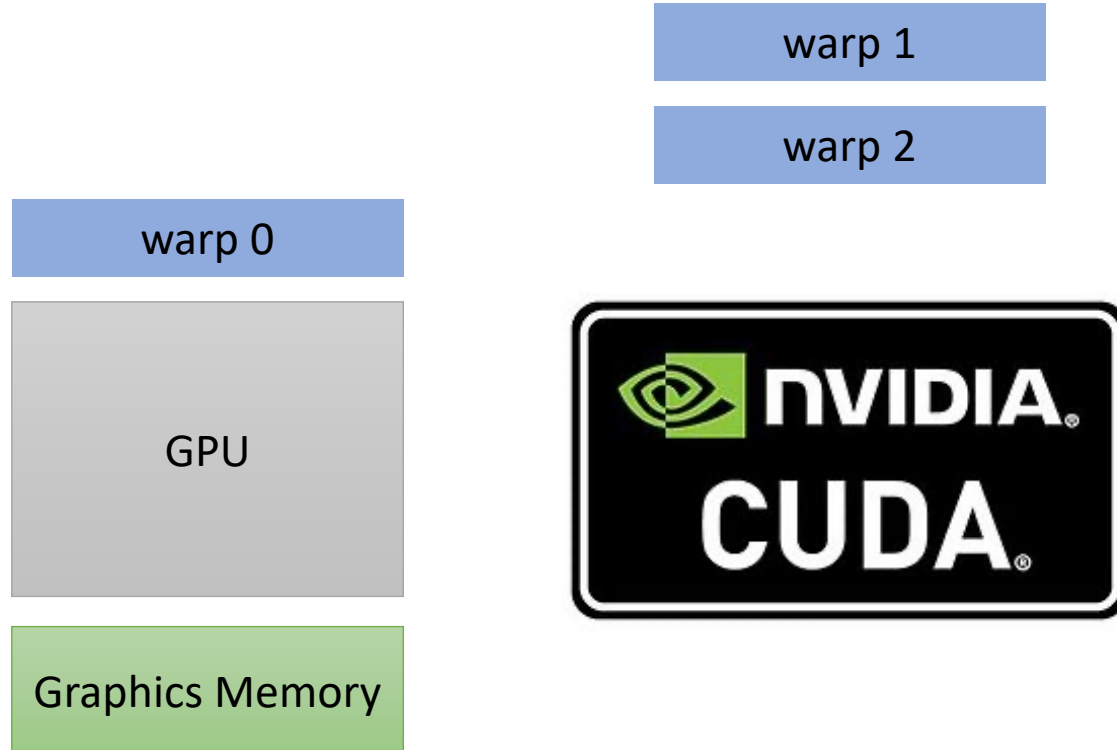 warp 1
warp 2
warp 0
GPU
Graphics Memory
NVIDIA®
CUDA®